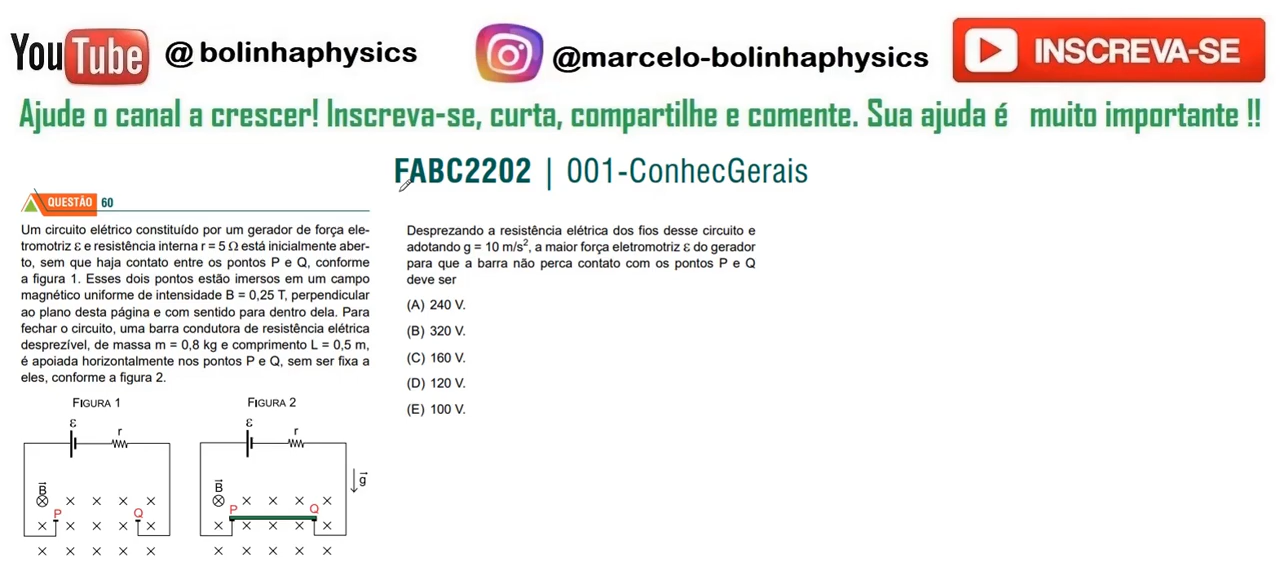 YouTube @ bolinhaphysics @marcelo-bolinhaphysics INSCREVA-SE
Ajude o canal a crescer! Inscreva-se, curta, compartilhe e comente. Sua ajuda é muito importante !!
FABC2202 | 001-ConhecGerais
QUESTÃO 60
Um circuito elétrico constituído por um gerador de força ele-
tromotriz ε e resistência interna r = 5 Ω está inicialmente aber-
to, sem que haja contato entre os pontos P e Q, conforme
a figura 1. Esses dois pontos estão imersos em um campo
magnético uniforme de intensidade B = 0,25 T, perpendicular
ao plano desta página e com sentido para dentro dela. Para
fechar o circuito, uma barra condutora de resistência elétrica
desprezível, de massa m = 0,8 kg e comprimento L = 0,5 m,
é apoiada horizontalmente nos pontos P e Q, sem ser fixa a
eles, conforme a figura 2.
FIGURA 1
ε
r
B
P
Q
FIGURA 2
ε
r
g
B
P
Q
Desprezando a resistência elétrica dos fios desse circuito e
adotando g = 10 m/s², a maior força eletromotriz ε do gerador
para que a barra não perca contato com os pontos P e Q
deve ser
(A) 240 V.
(B) 320 V.
(C) 160 V.
(D) 120 V.
(E) 100 V.